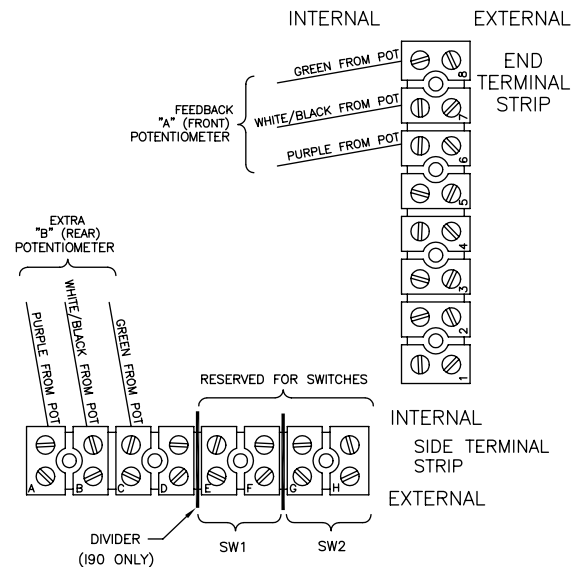 INTERNAL
EXTERNAL
END
TERMINAL
STRIP
GREEN FROM POT
WHITE/BLACK FROM POT
PURPLE FROM POT
FEEDBACK
"A" (FRONT)
POTENTIOMETER
8
7
6
5
4
3
2
1
EXTRA
"B" (REAR)
POTENTIOMETER
PURPLE FROM POT
WHITE/BLACK FROM POT
GREEN FROM POT
RESERVED FOR SWITCHES
INTERNAL
SIDE TERMINAL
STRIP
EXTERNAL
A
B
C
D
E
F
G
H
DIVIDER
(I90 ONLY)
SW1
SW2